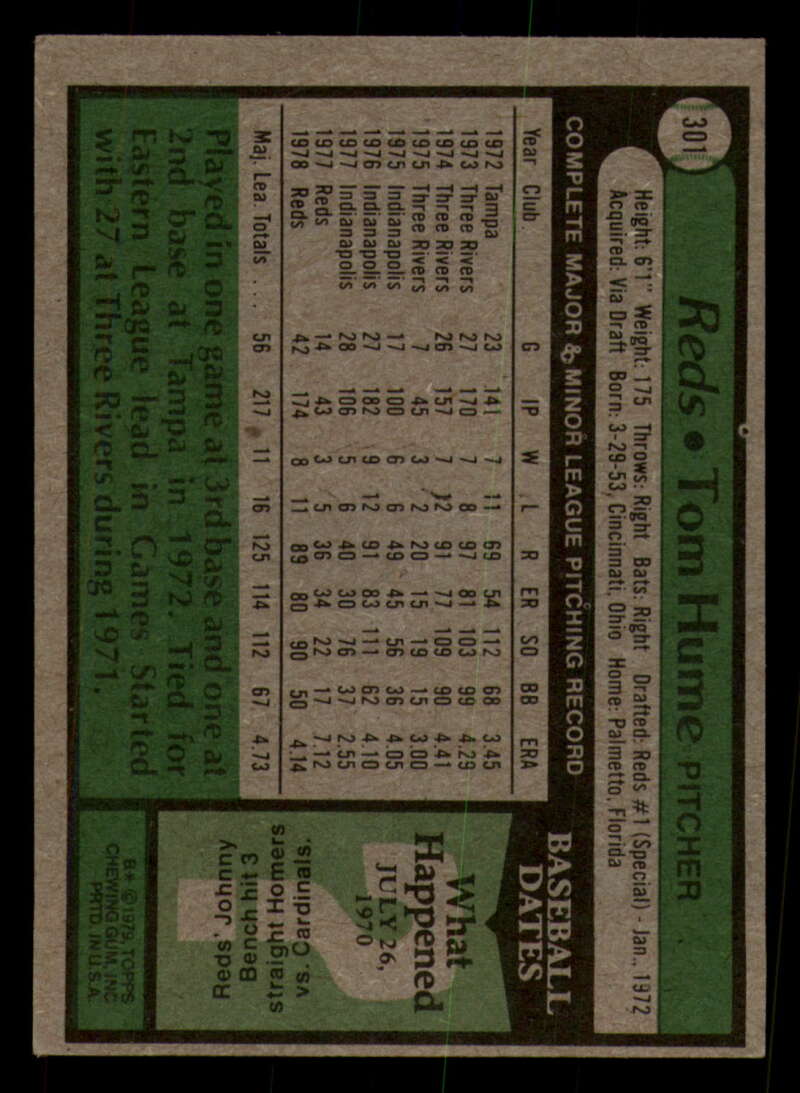 301
Reds • Tom Hume PITCHER
Height: 6'1" Weight: 175 Throws: Right Bats: Right Drafted: Reds #1 (Special) - Jan., 1972
Acquired: Via Draft Born: 3-29-53, Cincinnati, Ohio Home: Palmetto, Florida
COMPLETE MAJOR & MINOR LEAGUE PITCHING RECORD
Year Club G IP W L R ER SO BB ERA
1972 Tampa 23 141 7 11 69 54 112 68 3.45
1973 Three Rivers 27 170 7 8 97 81 103 99 4.29
1974 Three Rivers 26 157 7 12 91 77 109 90 4.41
1975 Three Rivers 7 45 3 2 20 15 19 15 3.00
1975 Indianapolis 17 100 6 6 49 45 56 36 4.05
1976 Indianapolis 27 182 9 12 91 83 111 62 4.10
1977 Indianapolis 28 106 5 6 40 30 76 37 2.55
1977 Reds 14 43 3 5 36 34 22 17 7.12
1978 Reds 42 174 8 11 89 80 90 50 4.14
Maj. Lea. Totals .... 56 217 11 16 125 114 112 67 4.73
Played in one game at 3rd base and one at
2nd base at Tampa in 1972. Tied for
Eastern League lead in Games Started
with 27 at Three Rivers during 1971.
BASEBALL
DATES
What
Happened
JULY 26,
1970
?
Reds' Johnny
Bench hit 3
straight Homers
vs. Cardinals.
B* © 1979, TOPPS
CHEWING GUM, INC.
PRTD. IN U.S.A.